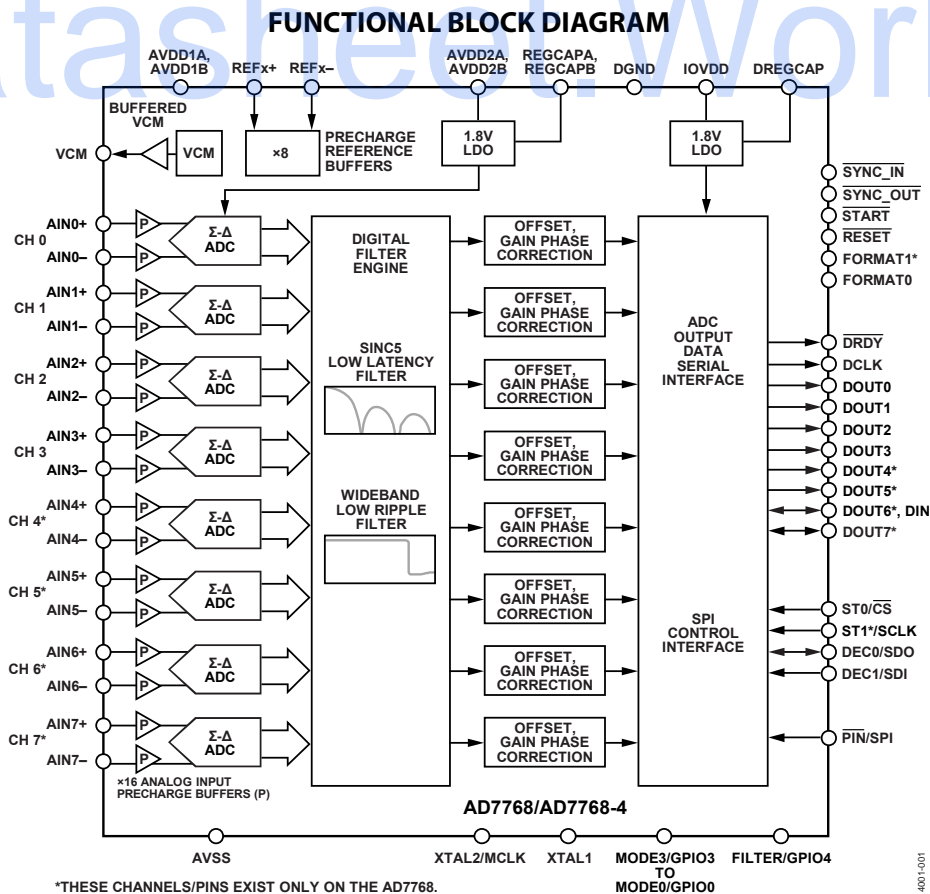 atasheet.Worl
FUNCTIONAL BLOCK DIAGRAM
AVDD1A,
AVDD1B
REFx+
REFx–
AVDD2A,
AVDD2B
REGCAPA,
REGCAPB
DGND
IOVDD
DREGCAP
BUFFERED
VCM
VCM
VCM
×8
PRECHARGE
REFERENCE
BUFFERS
1.8V
LDO
1.8V
LDO
SYNC_IN
SYNC_OUT
START
RESET
FORMAT1*
FORMAT0
CH 0
AIN0+
AIN0–
P
P
Σ-Δ
ADC
CH 1
AIN1+
AIN1–
P
P
Σ-Δ
ADC
CH 2
AIN2+
AIN2–
P
P
Σ-Δ
ADC
CH 3
AIN3+
AIN3–
P
P
Σ-Δ
ADC
CH 4*
AIN4+
AIN4–
P
P
Σ-Δ
ADC
CH 5*
AIN5+
AIN5–
P
P
Σ-Δ
ADC
CH 6*
AIN6+
AIN6–
P
P
Σ-Δ
ADC
CH 7*
AIN7+
AIN7–
P
P
Σ-Δ
ADC
×16 ANALOG INPUT
PRECHARGE BUFFERS (P)
DIGITAL
FILTER
ENGINE
SINC5
LOW LATENCY
FILTER
WIDEBAND
LOW RIPPLE
FILTER
OFFSET,
GAIN PHASE
CORRECTION
OFFSET,
GAIN PHASE
CORRECTION
OFFSET,
GAIN PHASE
CORRECTION
OFFSET,
GAIN PHASE
CORRECTION
OFFSET,
GAIN PHASE
CORRECTION
OFFSET,
GAIN PHASE
CORRECTION
OFFSET,
GAIN PHASE
CORRECTION
OFFSET,
GAIN PHASE
CORRECTION
ADC
OUTPUT
DATA
SERIAL
INTERFACE
SPI
CONTROL
INTERFACE
DRDY
DCLK
DOUT0
DOUT1
DOUT2
DOUT3
DOUT4*
DOUT5*
DOUT6*, DIN
DOUT7*
ST0/CS
ST1*/SCLK
DEC0/SDO
DEC1/SDI
PIN/SPI
AD7768/AD7768-4
AVSS
XTAL2/MCLK
XTAL1
MODE3/GPIO3
TO
MODE0/GPIO0
FILTER/GPIO4
*THESE CHANNELS/PINS EXIST ONLY ON THE AD7768.
4001-001